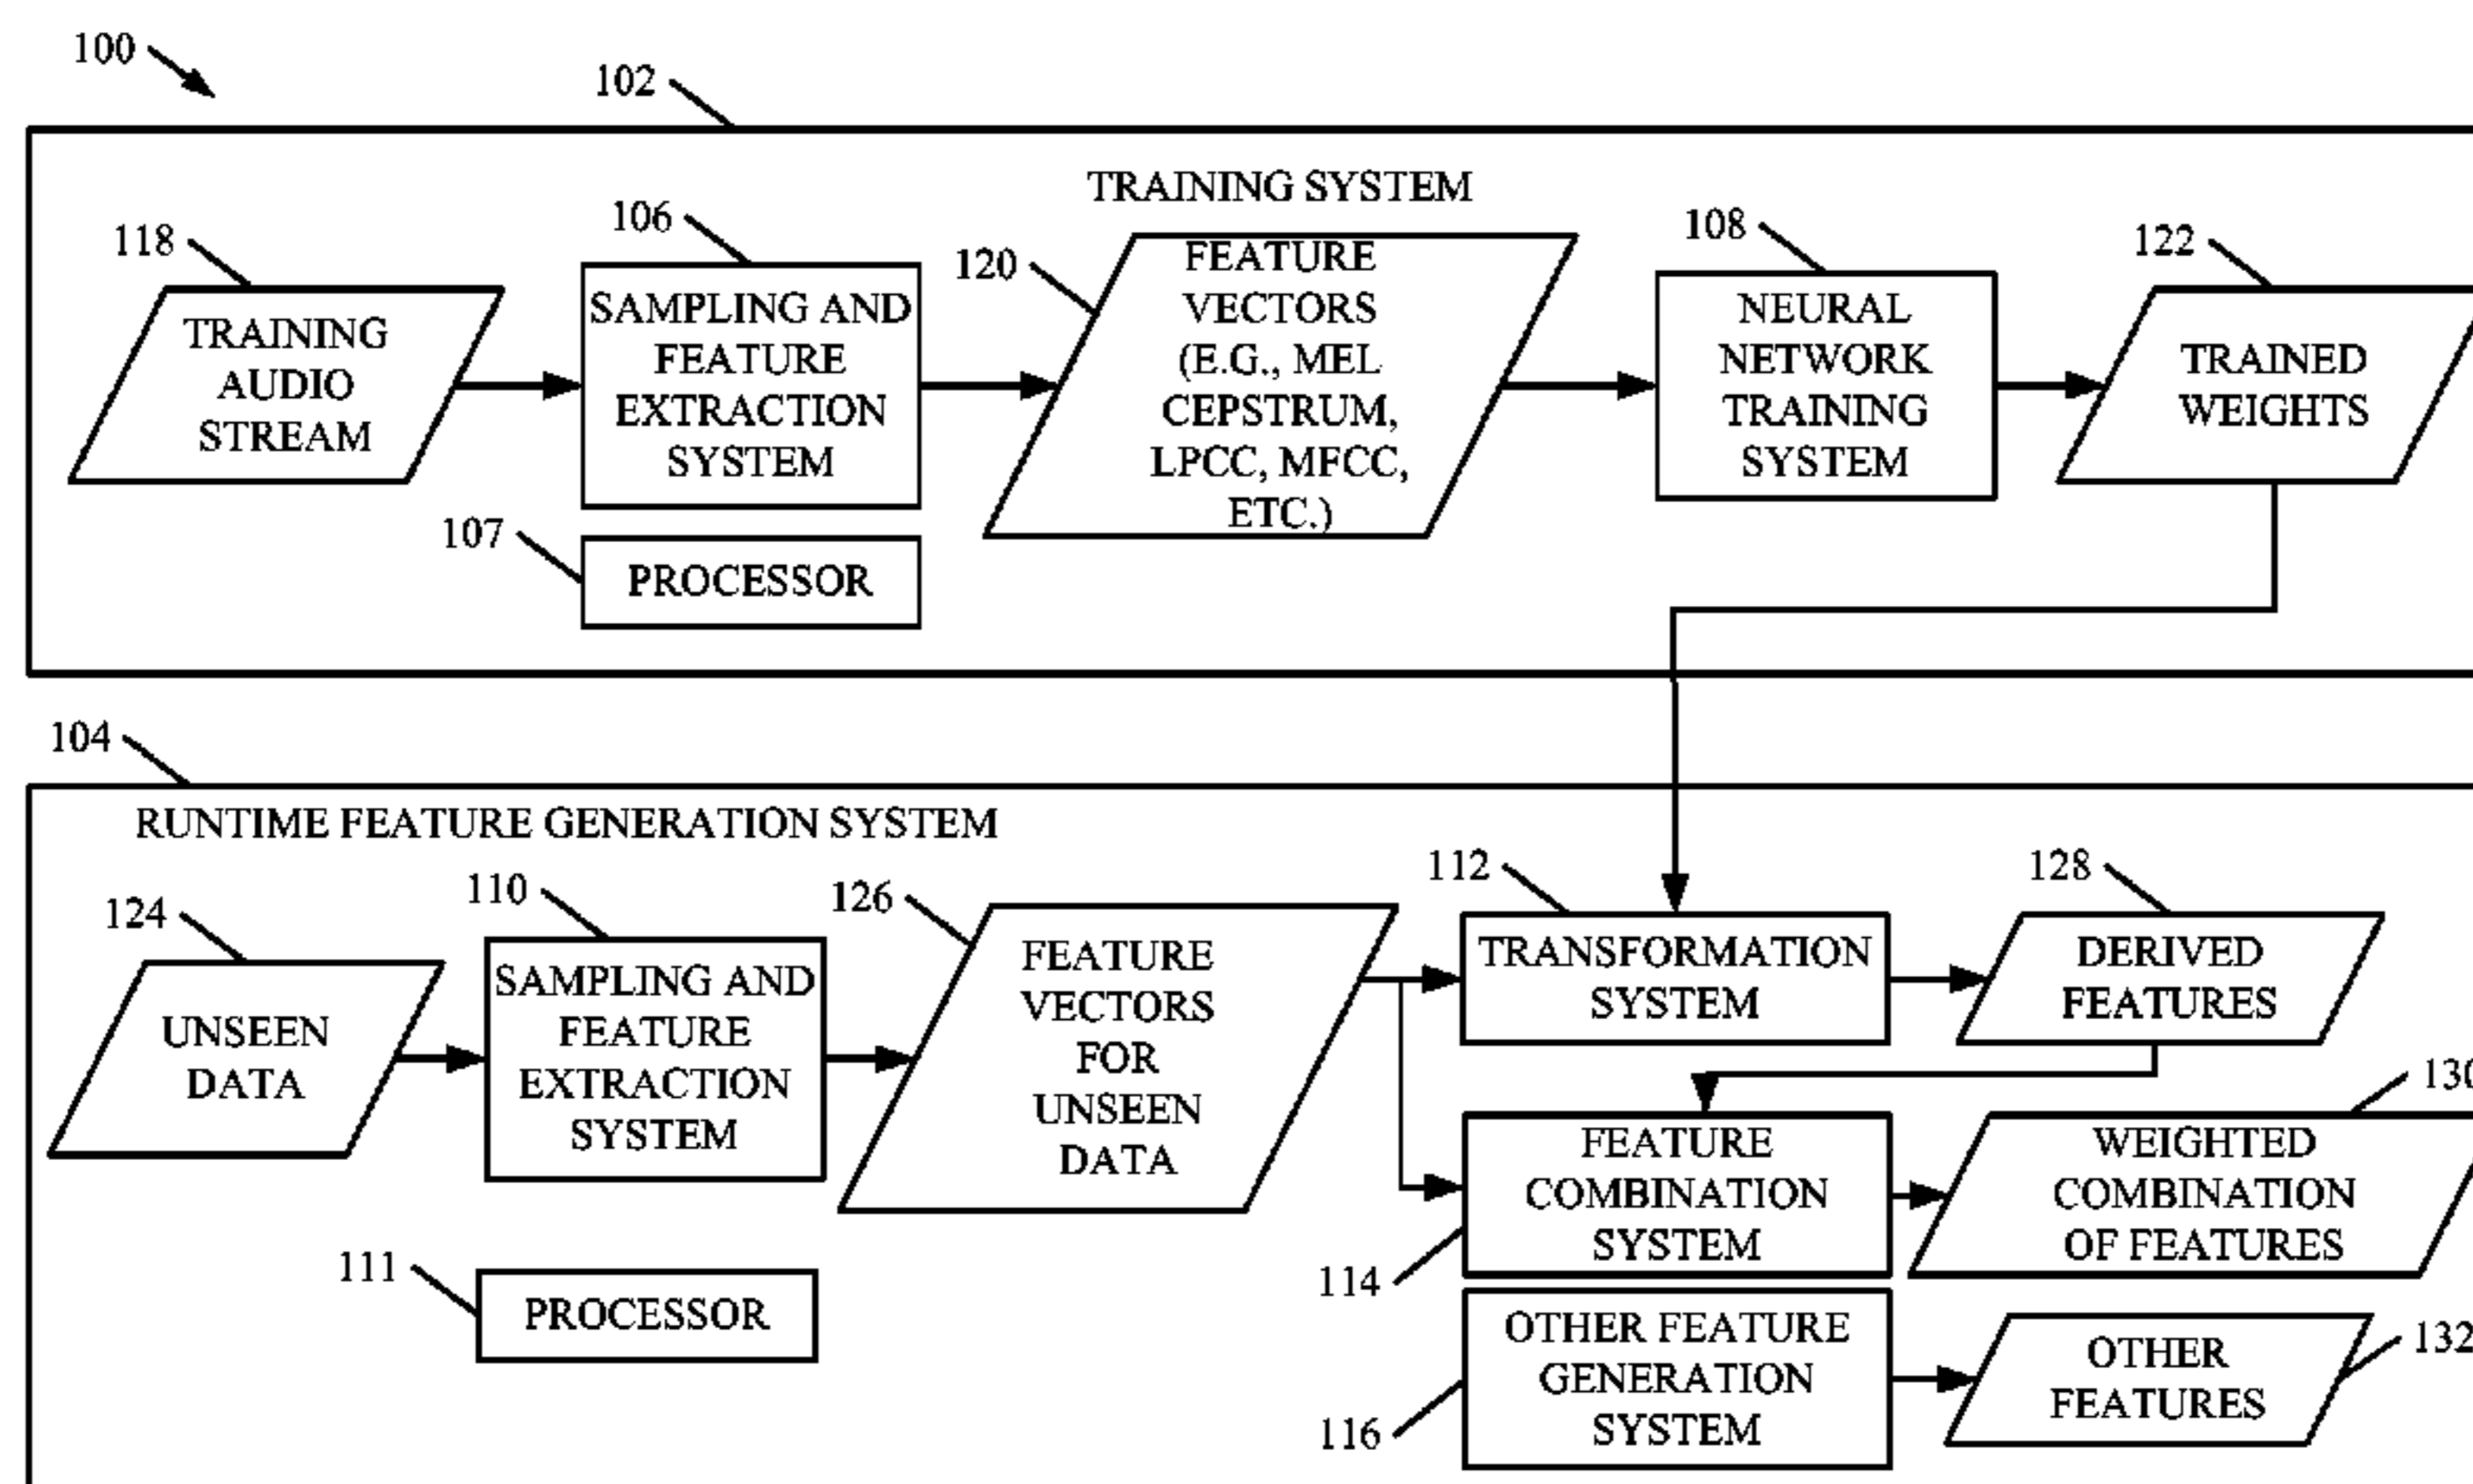 100
102
TRAINING SYSTEM
118
106
120
108
122
TRAINING
AUDIO
STREAM
SAMPLING AND
FEATURE
EXTRACTION
SYSTEM
FEATURE
VECTORS
(E.G., MEL
CEPSTRUM,
LPCC, MFCC,
ETC.)
NEURAL
NETWORK
TRAINING
SYSTEM
TRAINED
WEIGHTS
107
PROCESSOR
104
RUNTIME FEATURE GENERATION SYSTEM
124
110
126
112
128
UNSEEN
DATA
SAMPLING AND
FEATURE
EXTRACTION
SYSTEM
FEATURE
VECTORS
FOR
UNSEEN
DATA
TRANSFORMATION
SYSTEM
DERIVED
FEATURES
130
FEATURE
COMBINATION
SYSTEM
WEIGHTED
COMBINATION
OF FEATURES
111
PROCESSOR
114
OTHER FEATURE
GENERATION
SYSTEM
OTHER
FEATURES
132
116